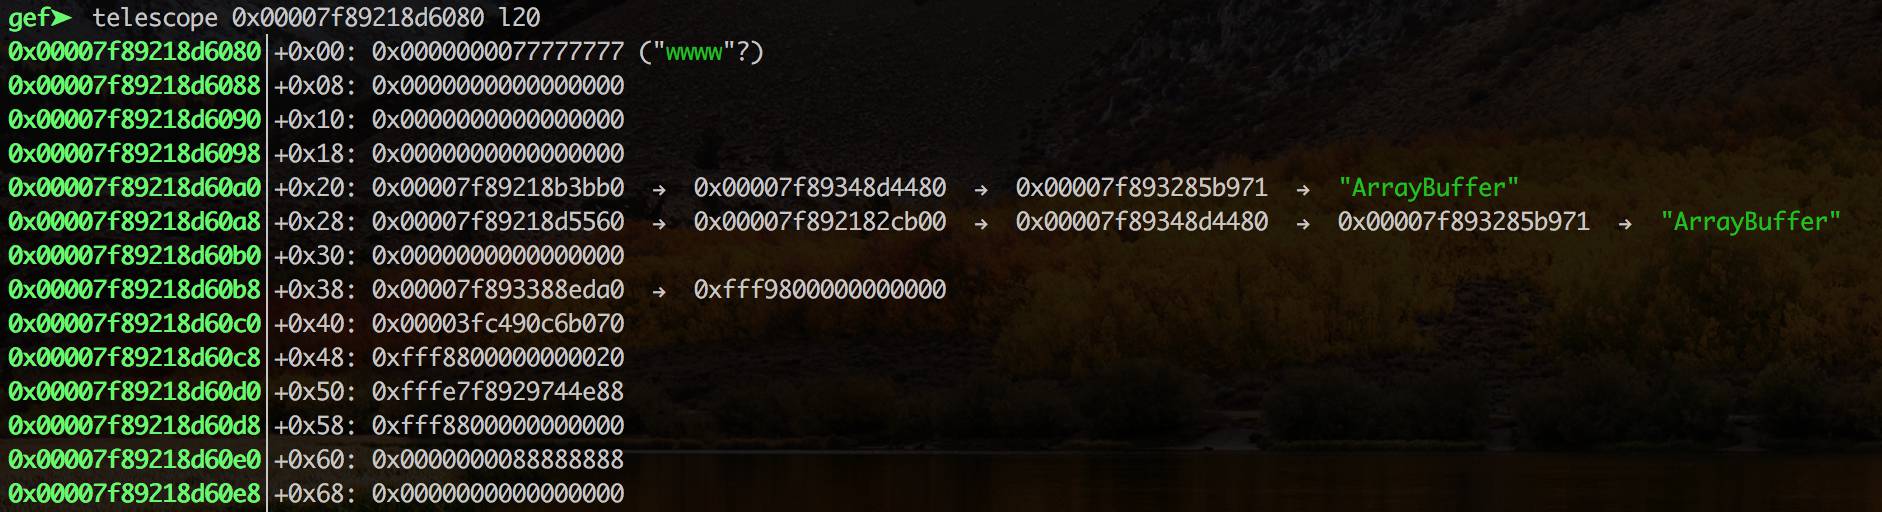 gef➤  telescope 0x00007f89218d6080 l20
0x00007f89218d6080│+0x00: 0x0000000077777777 ("wwww"?)
0x00007f89218d6088│+0x08: 0x0000000000000000
0x00007f89218d6090│+0x10: 0x0000000000000000
0x00007f89218d6098│+0x18: 0x0000000000000000
0x00007f89218d60a0│+0x20: 0x00007f89218b3bb0  →  0x00007f89348d4480  →  0x00007f893285b971  →  "ArrayBuffer"
0x00007f89218d60a8│+0x28: 0x00007f89218d5560  →  0x00007f892182cb00  →  0x00007f89348d4480  →  0x00007f893285b971  →  "ArrayBuffer"
0x00007f89218d60b0│+0x30: 0x0000000000000000
0x00007f89218d60b8│+0x38: 0x00007f893388eda0  →  0xfff9800000000000
0x00007f89218d60c0│+0x40: 0x00003fc490c6b070
0x00007f89218d60c8│+0x48: 0xfff8800000000020
0x00007f89218d60d0│+0x50: 0xfffe7f8929744e88
0x00007f89218d60d8│+0x58: 0xfff8800000000000
0x00007f89218d60e0│+0x60: 0x0000000088888888
0x00007f89218d60e8│+0x68: 0x0000000000000000